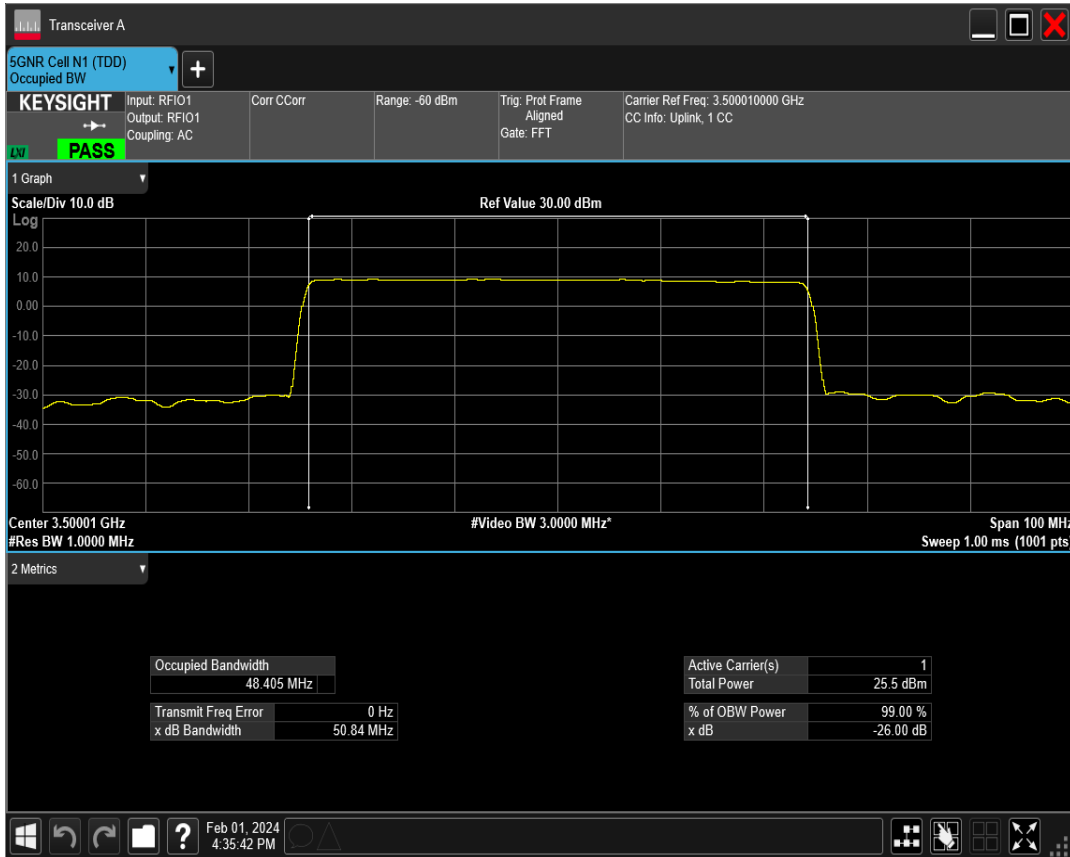 Transceiver A
5GNR Cell N1 (TDD)
Occupied BW
+
KEYSIGHT
LXI
PASS
Input: RFIO1
Output: RFIO1
Coupling: AC
Corr CCorr
Range: -60 dBm
Trig: Prot Frame
Aligned
Gate: FFT
Carrier Ref Freq: 3.500010000 GHz
CC Info: Uplink, 1 CC
1 Graph
Scale/Div 10.0 dB
Ref Value 30.00 dBm
Log
20.0
10.0
0.00
-10.0
-20.0
-30.0
-40.0
-50.0
-60.0
Center 3.50001 GHz
#Video BW 3.0000 MHz*
Span 100 MHz
#Res BW 1.0000 MHz
Sweep 1.00 ms (1001 pts)
2 Metrics
Occupied Bandwidth
48.405 MHz
Transmit Freq Error 0 Hz
x dB Bandwidth 50.84 MHz
Active Carrier(s) 1
Total Power 25.5 dBm
% of OBW Power 99.00 %
x dB -26.00 dB
?
Feb 01, 2024
4:35:42 PM